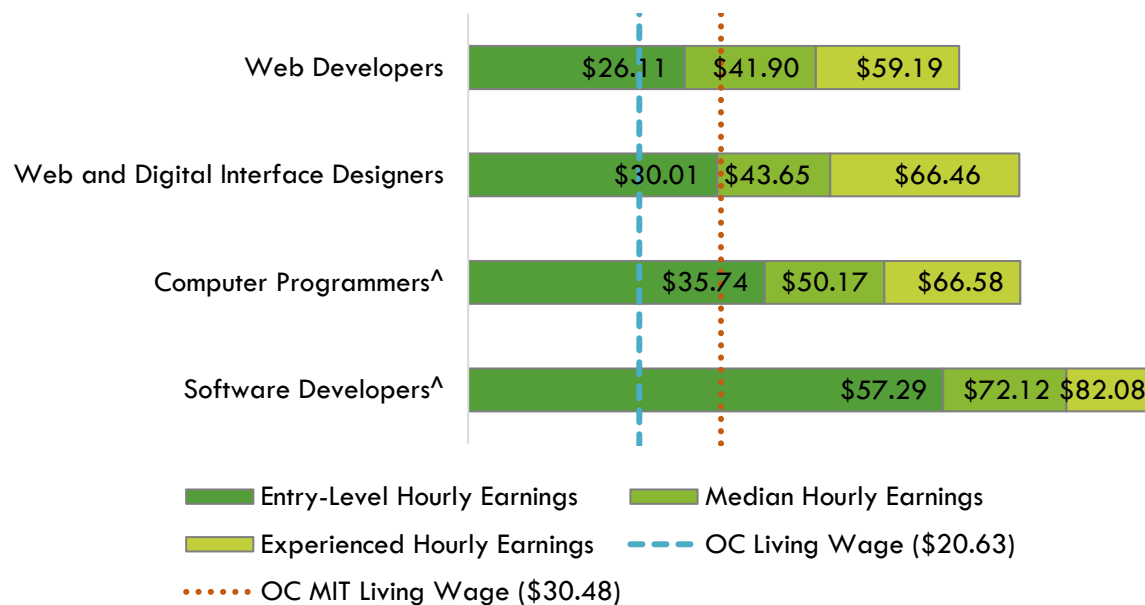 Web Developers $26.11 $41.90 $59.19
Web and Digital Interface Designers $30.01 $43.65 $66.46
Computer Programmers^ $35.74 $50.17 $66.58
Software Developers^ $57.29 $72.12 $82.08
Entry-Level Hourly Earnings Median Hourly Earnings
Experienced Hourly Earnings OC Living Wage ($20.63)
OC MIT Living Wage ($30.48)